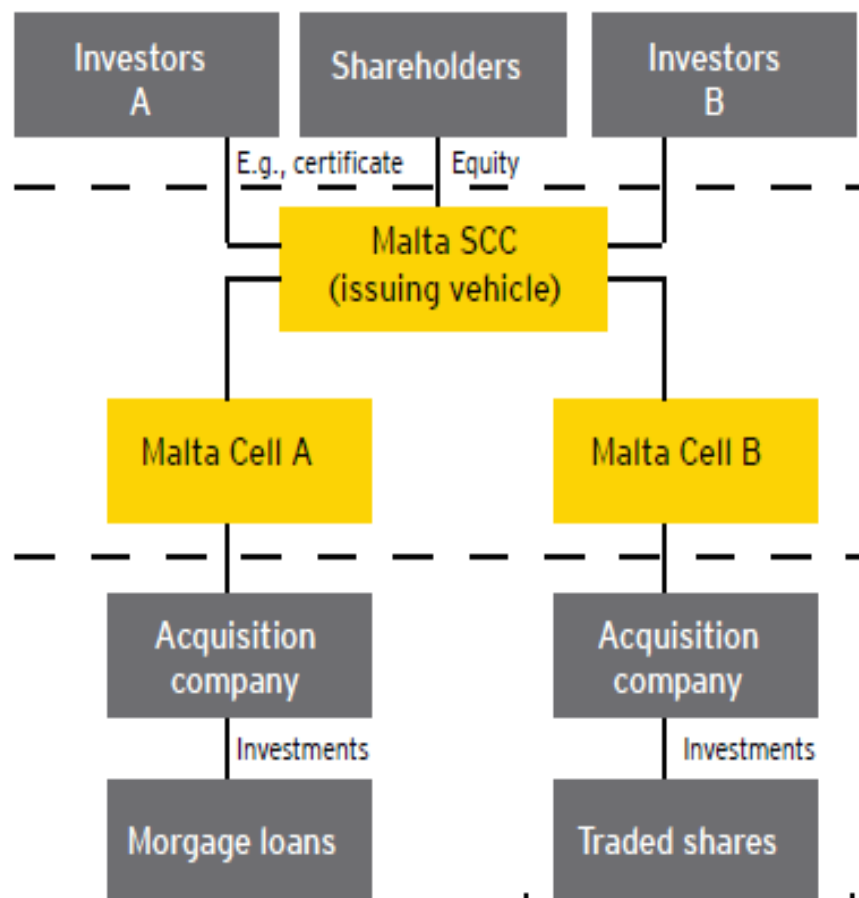 Investors
A
Shareholders
Investors
B
E.g., certificate
Equity
Malta SCC
(issuing vehicle)
Malta Cell A
Malta Cell B
Acquisition
company
Acquisition
company
Investments
Investments
Morgage loans
Traded shares